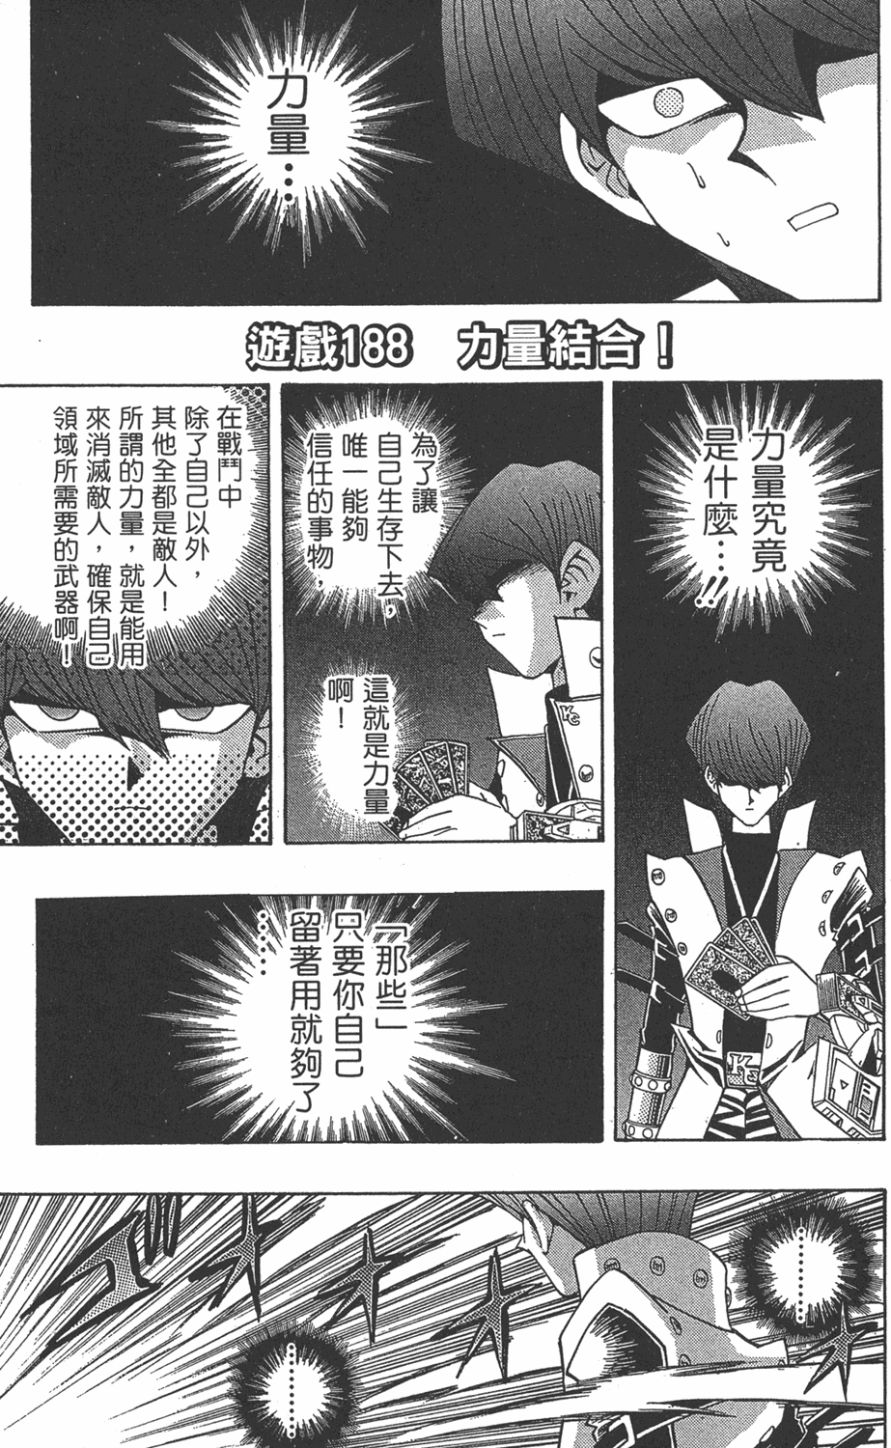 力量…
遊戲188 力量結合！
力量究竟
是什麼…!!
為了讓
自己生存下去，
唯一能夠
信任的事物，
這就是力量
啊！
在戰鬥中
除了自己以外，
其他全都是敵人！
所謂的力量，就是能用
來消滅敵人，確保自己
領域所需要的武器啊！
KC
KC
「那些」
只要你自己
留著用就夠了
……
……
……